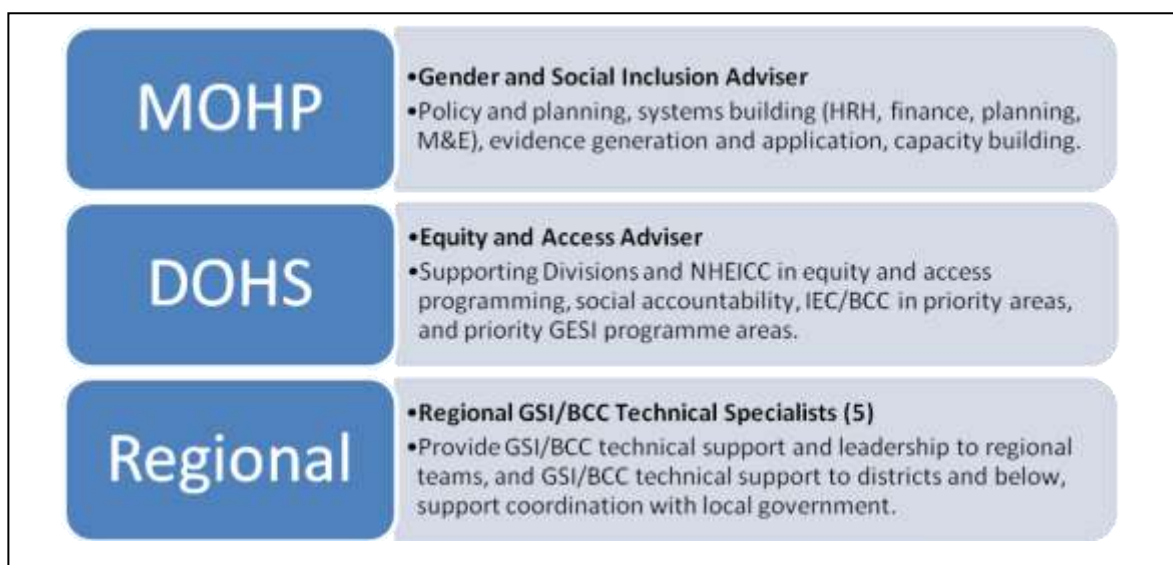 MOHP
•Gender and Social Inclusion Adviser
•Policy and planning, systems building (HRH, finance, planning,
M&E), evidence generation and application, capacity building.
DOHS
•Equity and Access Adviser
•Supporting Divisions and NHEICC in equity and access
programming, social accountability, IEC/BCC in priority areas,
and priority GESI programme areas.
Regional
•Regional GSI/BCC Technical Specialists (5)
•Provide GSI/BCC technical support and leadership to regional
teams, and GSI/BCC technical support to districts and below,
support coordination with local government.